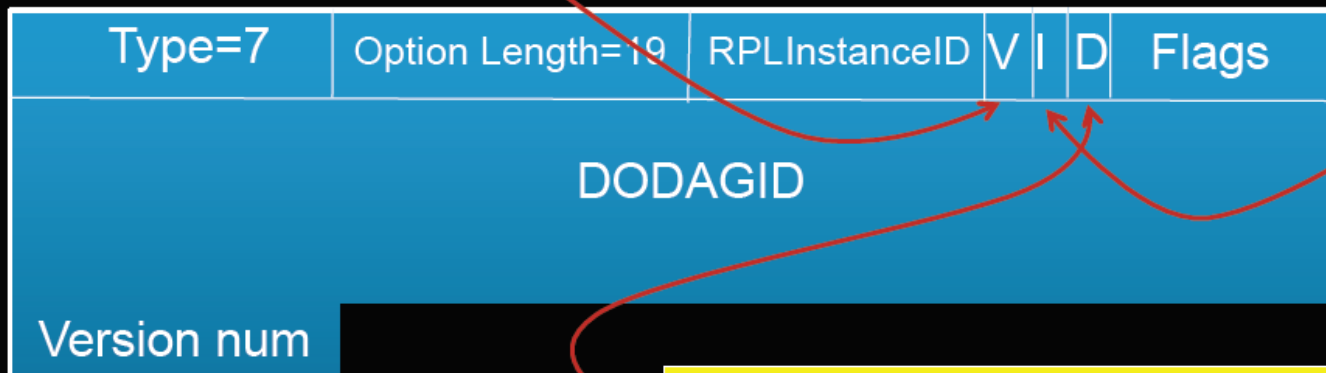 Type=7 Option Length=19 RPLInstanceID V I D Flags
DODAGID
Version num